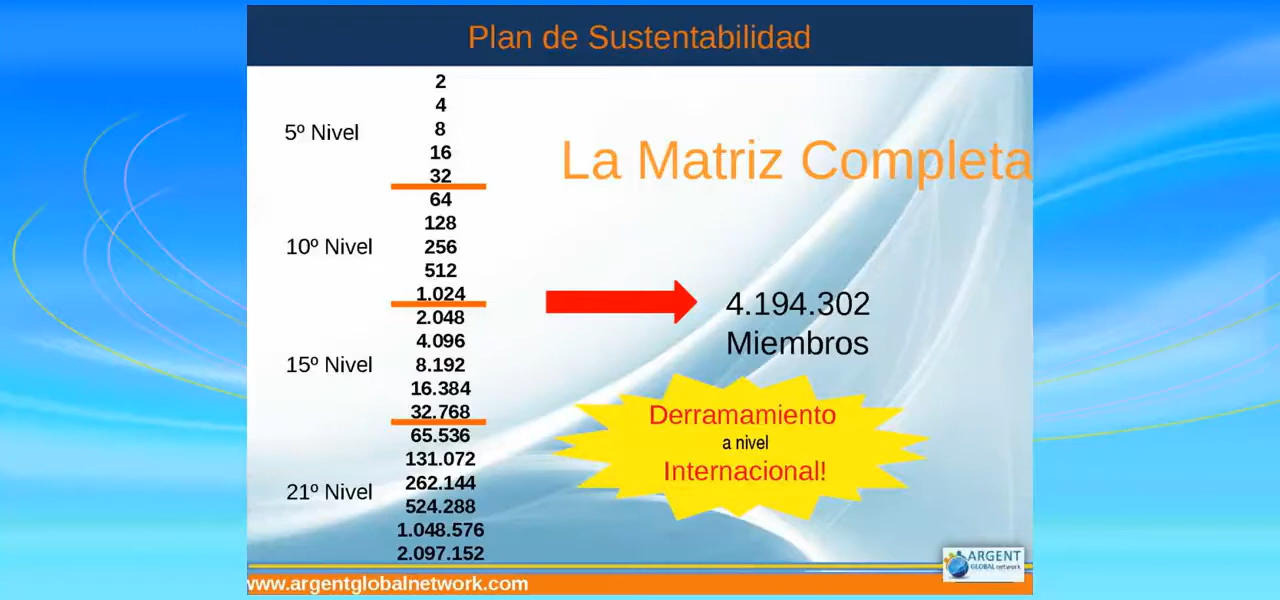 Plan de Sustentabilidad
2
4
8
16
32
64
128
256
512
1.024
2.048
4.096
8.192
16.384
32.768
65.536
131.072
262.144
524.288
1.048.576
2.097.152
5º Nivel
10º Nivel
15º Nivel
21º Nivel
La Matriz Completa
4.194.302
Miembros
Derramamiento
a nivel
Internacional!
ARGENT
GLOBAL network
www.argentglobalnetwork.com